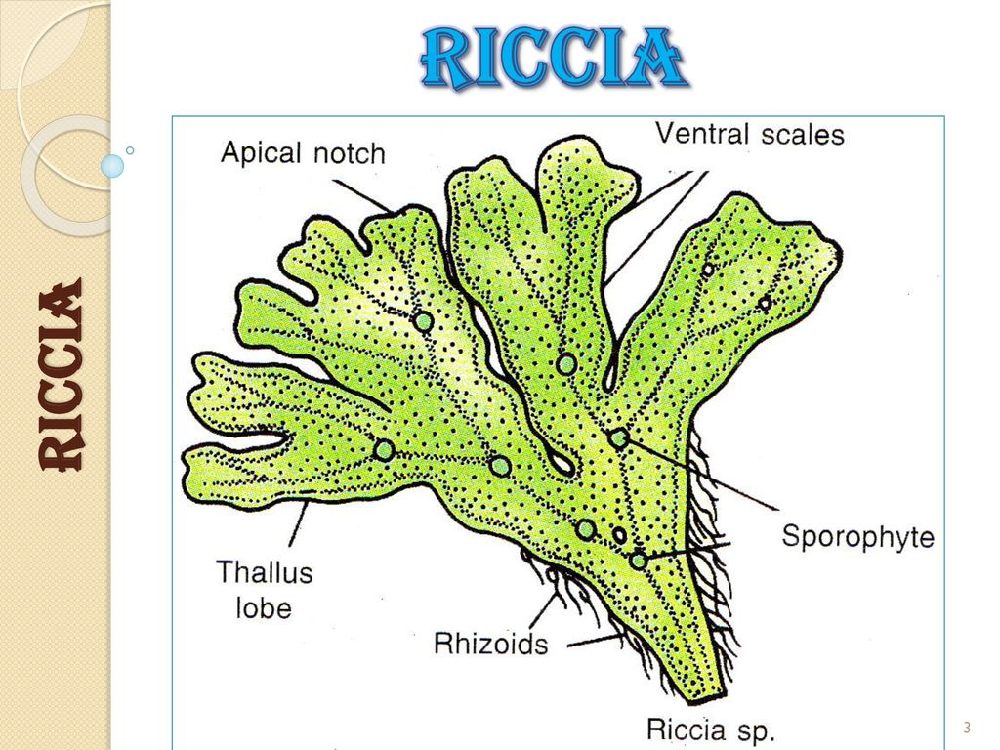 RICCIA
RICCIA
Apical notch
Ventral scales
Sporophyte
Thallus
lobe
Rhizoids
Riccia sp.
3